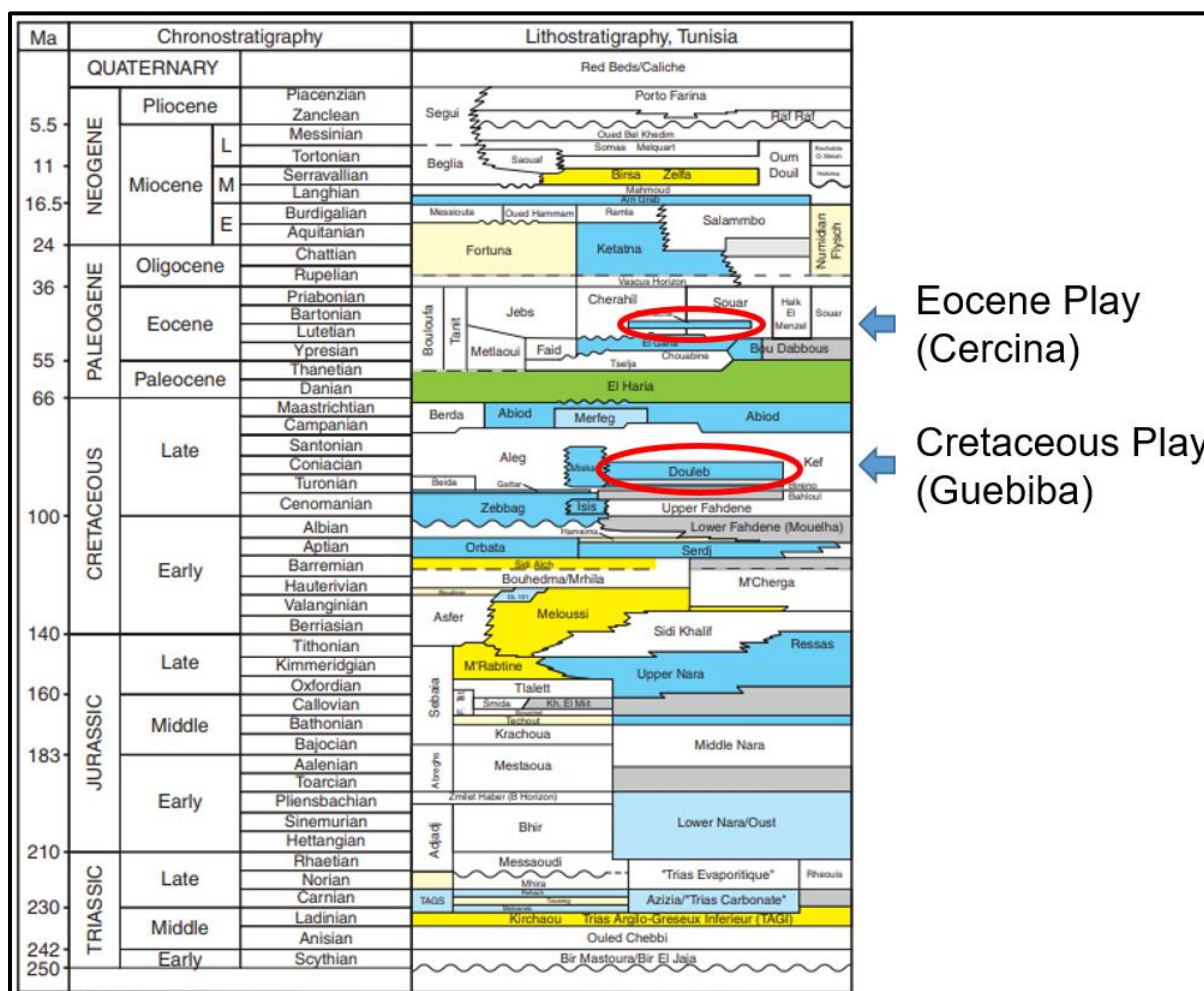 Ma
Chronostratigraphy
Lithostratigraphy, Tunisia
QUATERNARY
Red Beds/Caliche
NEOGENE
Pliocene
Piacenzian
Zanclean
Segui
Porto Farina
Raf Raf
5.5
Miocene
L
Messinian
Oued Bel Khedim
Tortonian
Beglia
Saouaf
Somaa Melquart
Oum
Douil
11
M
Serravallian
Birsa Zelfa
Langhian
Mahmoud
Ain Grab
16.5
E
Burdigalian
Messiouta
Oued Hammam
Ramla
Salammbo
Aquitanian
Numidian
Flysch
24
PALEOGENE
Oligocene
Chattian
Fortuna
Ketatna
Rupelian
Vascus Horizon
36
Eocene
Priabonian
Bartonian
Lutetian
Ypresian
Bouloufa
Tanit
Jebs
Cherahil
Souar
Halk
El
Menzel
Souar
Metlaoui
Faid
El Garia
Chouabine
Bou Dabbous
Tselja
Eocene Play
(Cercina)
55
Paleocene
Thanetian
Danian
El Haria
66
CRETACEOUS
Late
Maastrichtian
Campanian
Berda
Abiod
Merfeg
Abiod
Santonian
Coniacian
Turonian
Cenomanian
Aleg
Miskar
Douleb
Kef
Beida
Gattar
Bireno
Bahloul
Zebbag
Isis
Upper Fahdene
Cretaceous Play
(Guebiba)
100
Early
Albian
Lower Fahdene (Mouelha)
Hameima
Aptian
Orbata
Serdj
Barremian
Sidi Aich
Hauterivian
Bouhedma/Mrhila
M'Cherga
Valanginian
Berriasian
Asfer
Meloussi
Sidi Khalif
140
JURASSIC
Late
Tithonian
Kimmeridgian
Oxfordian
M'Rabtine
Upper Nara
Ressas
Sebaia
Tlalett
160
Middle
Callovian
Bathonian
Bajocian
Smida
Kh. El Mit
Techout
Krachoua
Middle Nara
183
Early
Aalenian
Toarcian
Pliensbachian
Sinemurian
Hettangian
Abreghs
Mestaoua
Zmilet Haber (B Horizon)
Adjadj
Bhir
Lower Nara/Oust
210
TRIASSIC
Late
Rhaetian
Norian
Carnian
Messaoudi
Mhira
"Trias Evaporitique"
Rheouis
TAGS
Azizia/"Trias Carbonate"
230
Middle
Ladinian
Kirchaou Trias Argilo-Greseux Inferieur (TAGI)
Anisian
Ouled Chebbi
242
Early
Scythian
Bir Mastoura/Bir El Jaja
250